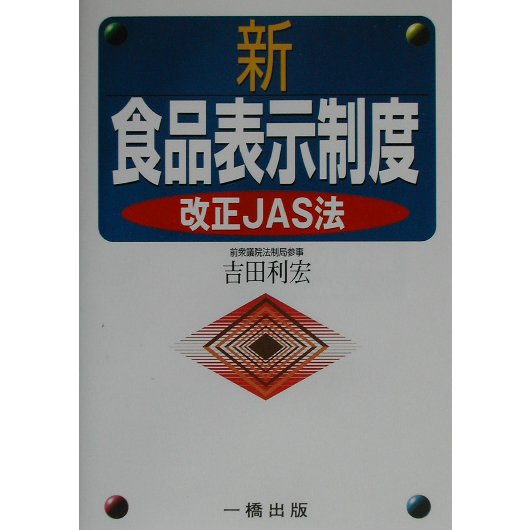 新
食品表示制度
改正JAS法
前衆議院法制局参事
吉田利宏
一橋出版